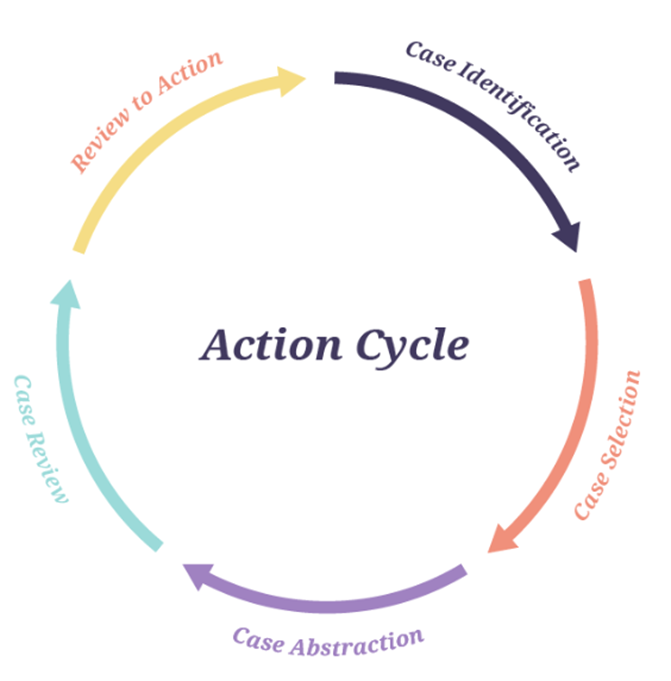 Case Identification
Case Selection
Case Abstraction
Case Review
Review to Action
Action Cycle